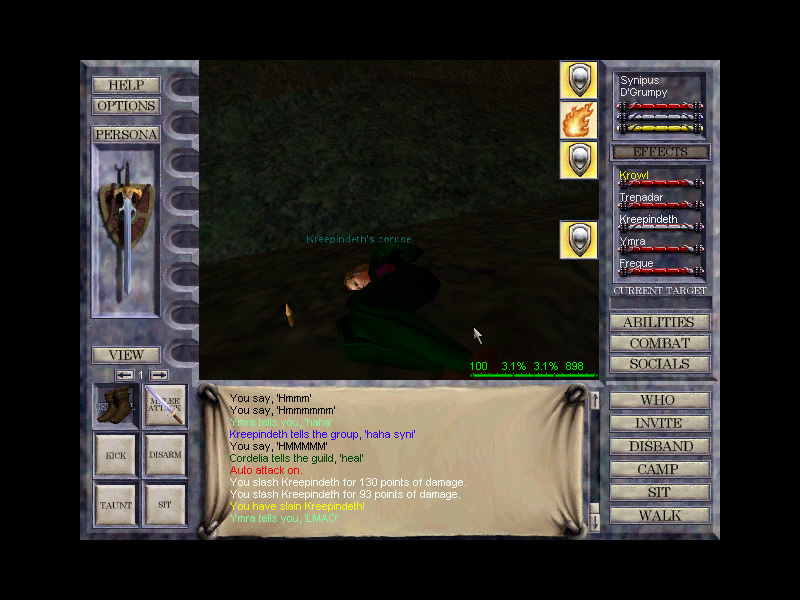 HELP
OPTIONS
PERSONA
VIEW
1
MELEE ATTACK
KICK
DISARM
TAUNT
SIT
Kreepindeth's corpse
100 3.1% 3.1% 898
You say, 'Hmmm'
You say, 'Hmmmmmm'
Ymra tells you, 'haha'
Kreepindeth tells the group, 'haha syni'
You say, 'HMMMMM'
Cordelia tells the guild, 'heal'
Auto attack on.
You slash Kreepindeth for 130 points of damage.
You slash Kreepindeth for 93 points of damage.
You have slain Kreepindeth!
Ymra tells you, 'LMAO'
Synipus
D'Grumpy
EFFECTS
Krowl
Trenadar
Kreepindeth
Ymra
Fregue
CURRENT TARGET
ABILITIES
COMBAT
SOCIALS
WHO
INVITE
DISBAND
CAMP
SIT
WALK